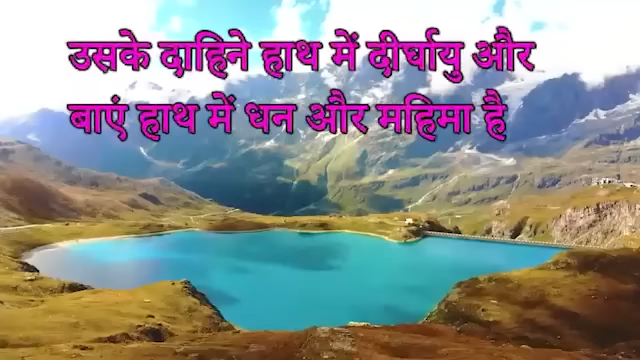 उसके दाहिने हाथ में दीर्घायु और
बाएं हाथ में धन और महिमा है